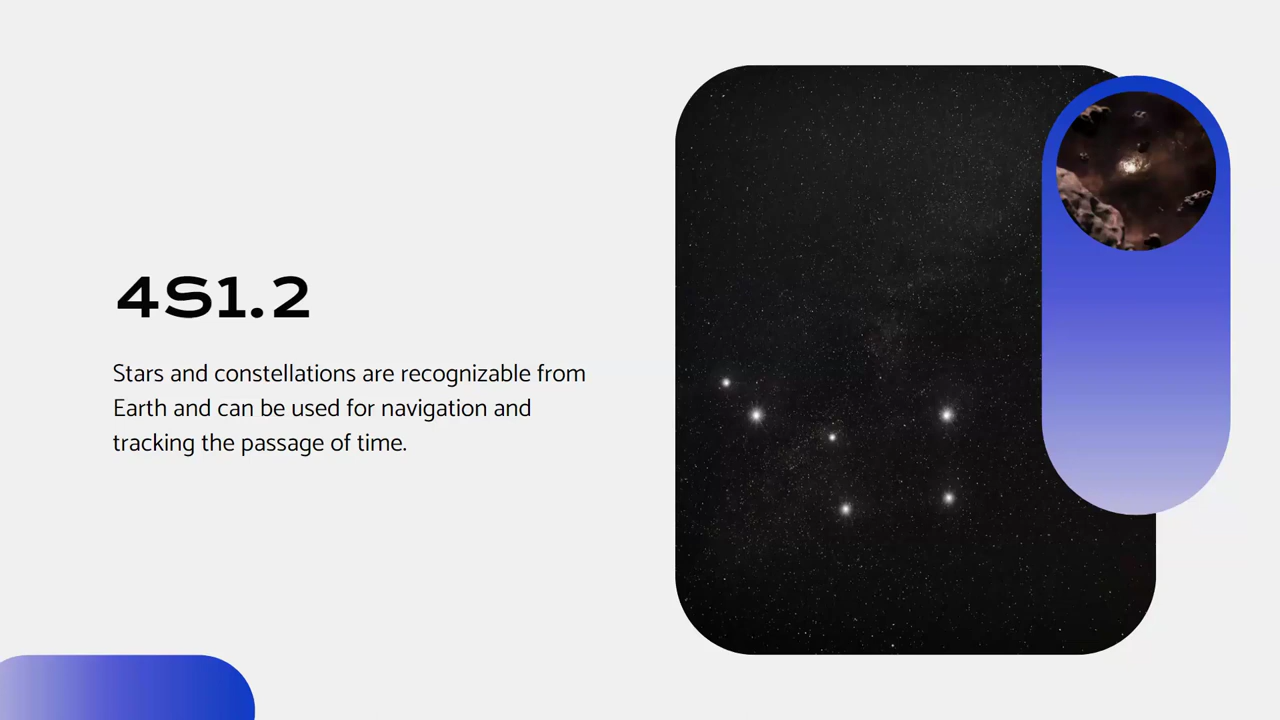 4S1.2
Stars and constellations are recognizable from
Earth and can be used for navigation and
tracking the passage of time.